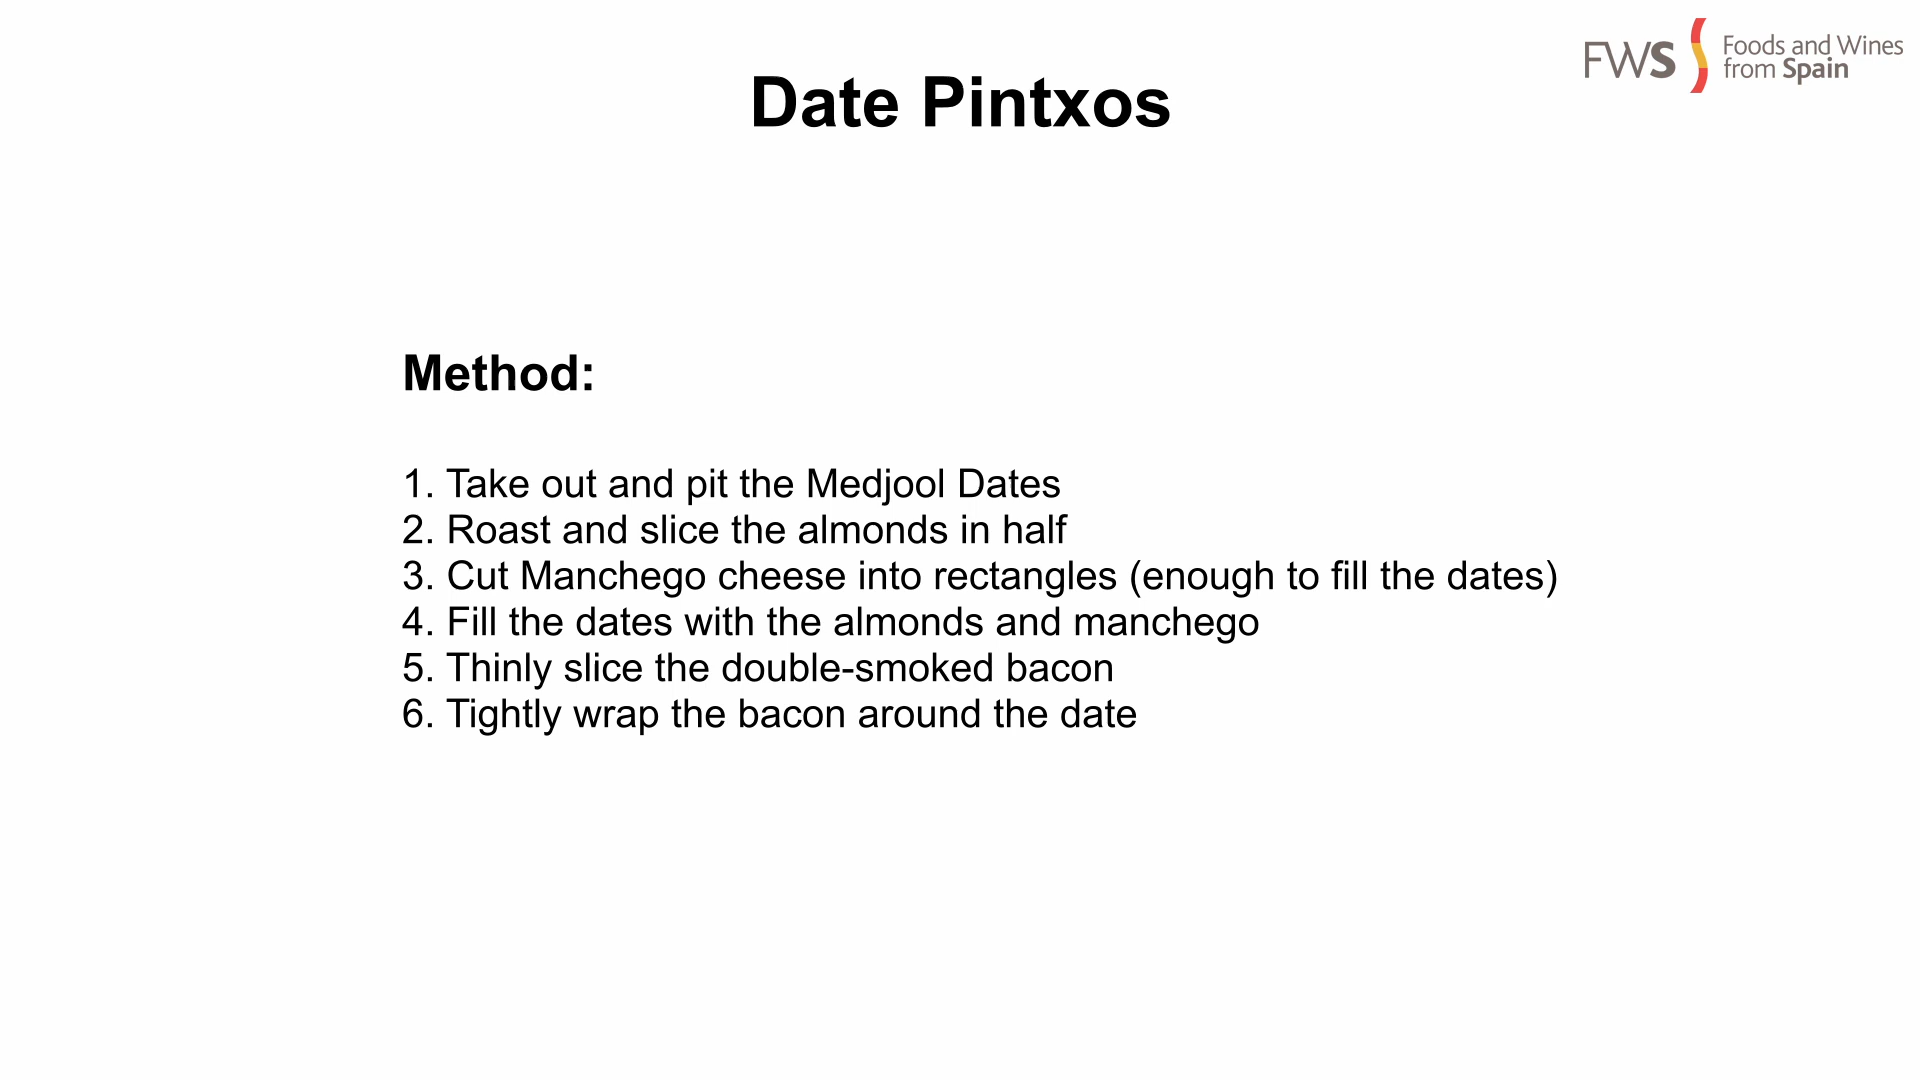 FWS Foods and Wines
from Spain
Date Pintxos
Method:
1. Take out and pit the Medjool Dates
2. Roast and slice the almonds in half
3. Cut Manchego cheese into rectangles (enough to fill the dates)
4. Fill the dates with the almonds and manchego
5. Thinly slice the double-smoked bacon
6. Tightly wrap the bacon around the date